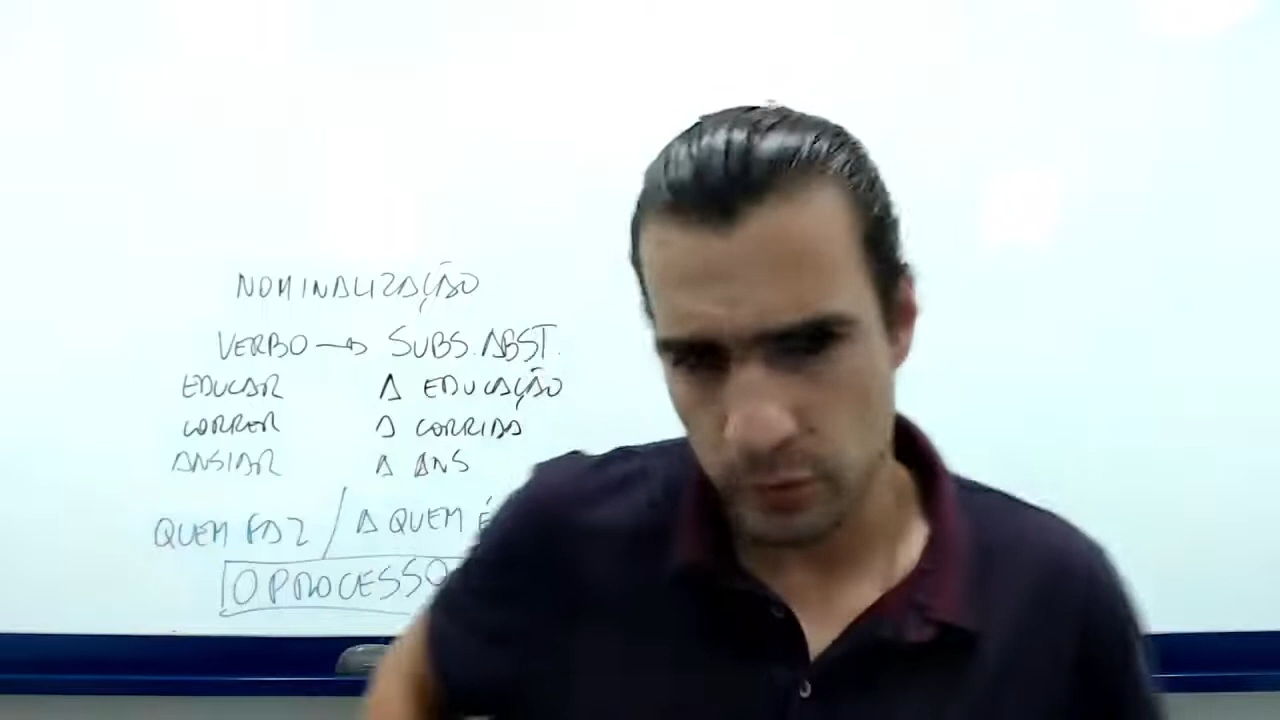 NOMINALIZAÇÃO
VERBO → SUBS. ABST.
EDUCAR A EDUCAÇÃO
CORRER A CORRIDA
ANSIAR A ANS
QUEM FAZ / A QUEM É
O PROCESSO